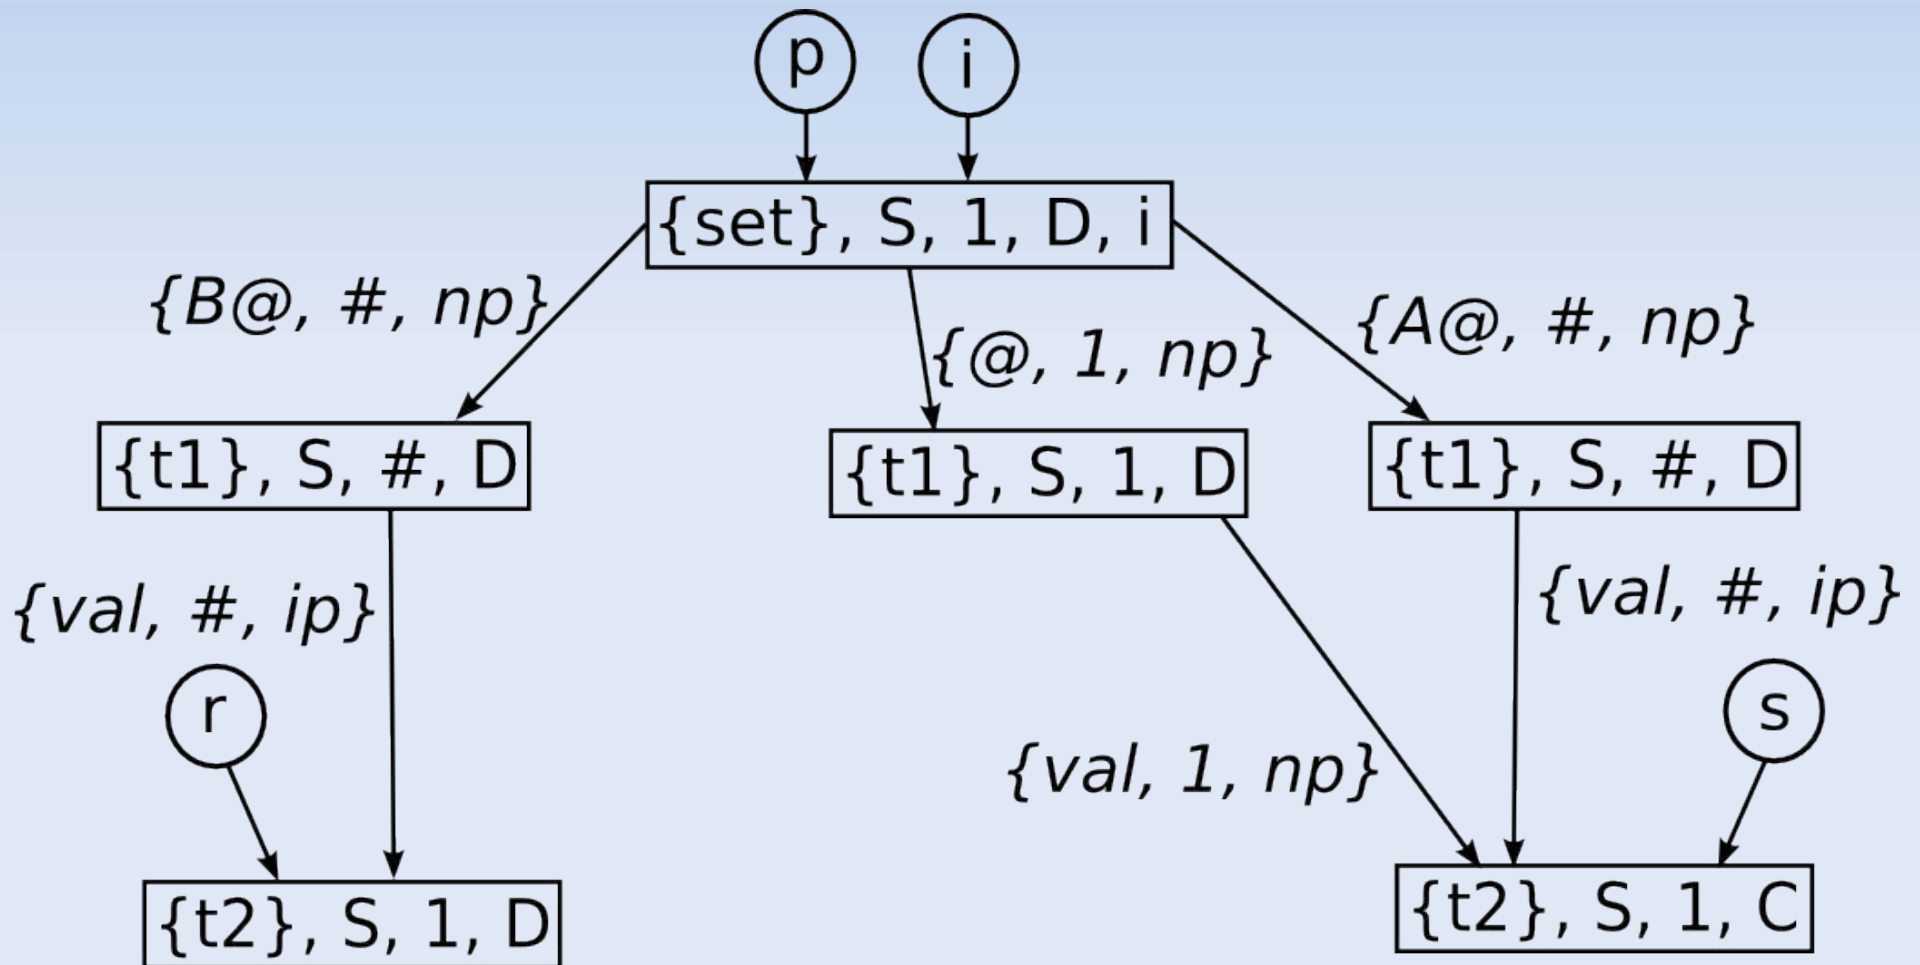 p
i
{set}, S, 1, D, i
{B@, #, np}
{@, 1, np}
{A@, #, np}
{t1}, S, #, D
{t1}, S, 1, D
{t1}, S, #, D
{val, #, ip}
{val, #, ip}
r
s
{val, 1, np}
{t2}, S, 1, D
{t2}, S, 1, C